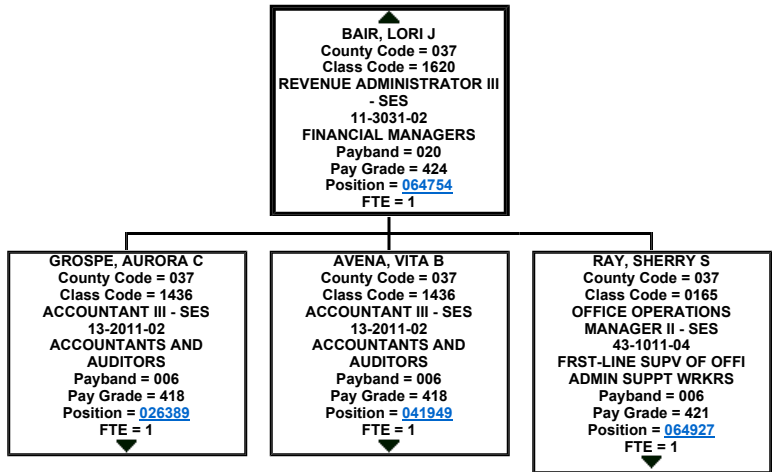 BAIR, LORI J
County Code = 037
Class Code = 1620
REVENUE ADMINISTRATOR III
- SES
11-3031-02
FINANCIAL MANAGERS
Payband = 020
Pay Grade = 424
Position = 064754
FTE = 1
GROSPE, AURORA C
County Code = 037
Class Code = 1436
ACCOUNTANT III - SES
13-2011-02
ACCOUNTANTS AND
AUDITORS
Payband = 006
Pay Grade = 418
Position = 026389
FTE = 1
AVENA, VITA B
County Code = 037
Class Code = 1436
ACCOUNTANT III - SES
13-2011-02
ACCOUNTANTS AND
AUDITORS
Payband = 006
Pay Grade = 418
Position = 041949
FTE = 1
RAY, SHERRY S
County Code = 037
Class Code = 0165
OFFICE OPERATIONS
MANAGER II - SES
43-1011-04
FRST-LINE SUPV OF OFFI
ADMIN SUPPT WRKRS
Payband = 006
Pay Grade = 421
Position = 064927
FTE = 1